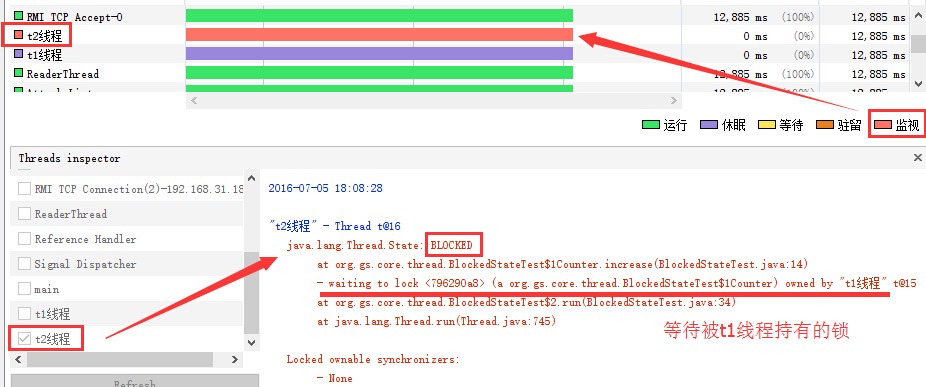 RMI TCP Accept-0 12,885 ms (100%) 12,885 ms
t2线程 0 ms (0%) 12,885 ms
t1线程 0 ms (0%) 12,885 ms
ReaderThread 12,885 ms (100%) 12,885 ms
运行 休眠 等待 驻留 监视
Threads inspector
RMI TCP Connection(2)-192.168.31.18
ReaderThread
Reference Handler
Signal Dispatcher
main
t1线程
t2线程
Refresh
2016-07-05 18:08:28
"t2线程" - Thread t@16
java.lang.Thread.State: BLOCKED
at org.gs.core.thread.BlockedStateTest$1Counter.increase(BlockedStateTest.java:14)
- waiting to lock <796290a8> (a org.gs.core.thread.BlockedStateTest$1Counter) owned by "t1线程" t@15
at org.gs.core.thread.BlockedStateTest$2.run(BlockedStateTest.java:34)
at java.lang.Thread.run(Thread.java:745)
等待被t1线程持有的锁
Locked ownable synchronizers:
- None